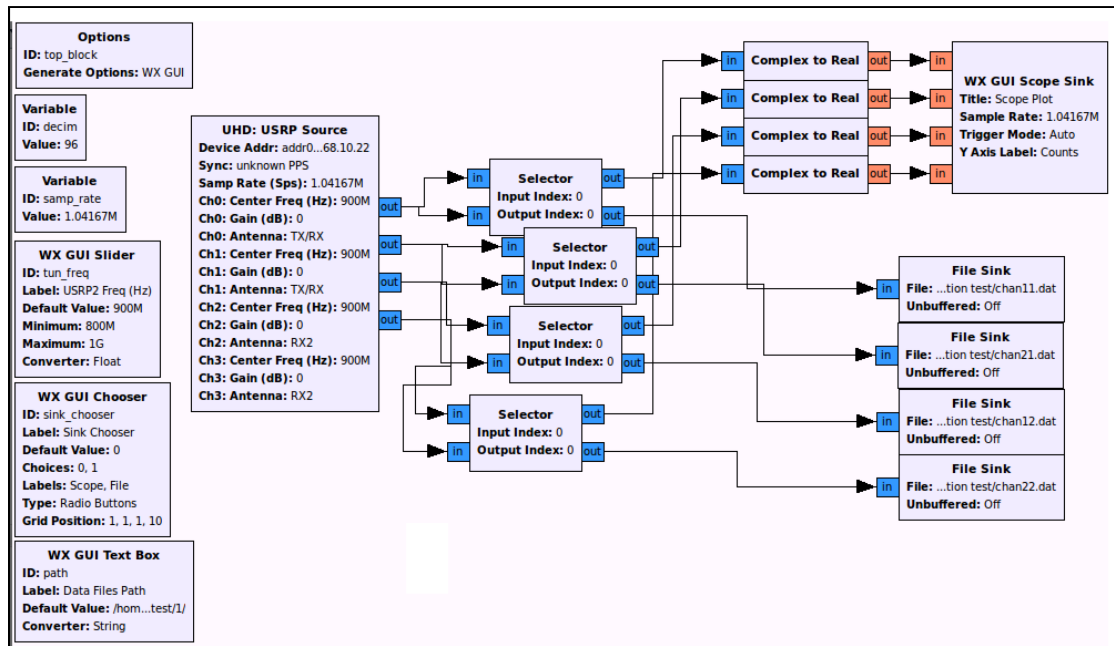 Options
ID: top_block
Generate Options: WX GUI
Variable
ID: decim
Value: 96
Variable
ID: samp_rate
Value: 1.04167M
WX GUI Slider
ID: tun_freq
Label: USRP2 Freq (Hz)
Default Value: 900M
Minimum: 800M
Maximum: 1G
Converter: Float
WX GUI Chooser
ID: sink_chooser
Label: Sink Chooser
Default Value: 0
Choices: 0, 1
Labels: Scope, File
Type: Radio Buttons
Grid Position: 1, 1, 1, 10
WX GUI Text Box
ID: path
Label: Data Files Path
Default Value: /hom...test/1/
Converter: String
UHD: USRP Source
Device Addr: addr0...68.10.22
Sync: unknown PPS
Samp Rate (Sps): 1.04167M
Ch0: Center Freq (Hz): 900M
Ch0: Gain (dB): 0
Ch0: Antenna: TX/RX
Ch1: Center Freq (Hz): 900M
Ch1: Gain (dB): 0
Ch1: Antenna: TX/RX
Ch2: Center Freq (Hz): 900M
Ch2: Gain (dB): 0
Ch2: Antenna: RX2
Ch3: Center Freq (Hz): 900M
Ch3: Gain (dB): 0
Ch3: Antenna: RX2
out
out
out
out
in
in
Selector
Input Index: 0
Output Index: 0
out
out
in
in
Selector
Input Index: 0
Output Index: 0
out
out
in
in
Selector
Input Index: 0
Output Index: 0
out
out
in
in
Selector
Input Index: 0
Output Index: 0
out
out
in
Complex to Real
out
in
Complex to Real
out
in
Complex to Real
out
in
Complex to Real
out
in
in
in
in
WX GUI Scope Sink
Title: Scope Plot
Sample Rate: 1.04167M
Trigger Mode: Auto
Y Axis Label: Counts
in
File Sink
File: ...tion test/chan11.dat
Unbuffered: Off
in
File Sink
File: ...tion test/chan21.dat
Unbuffered: Off
in
File Sink
File: ...tion test/chan12.dat
Unbuffered: Off
in
File Sink
File: ...tion test/chan22.dat
Unbuffered: Off